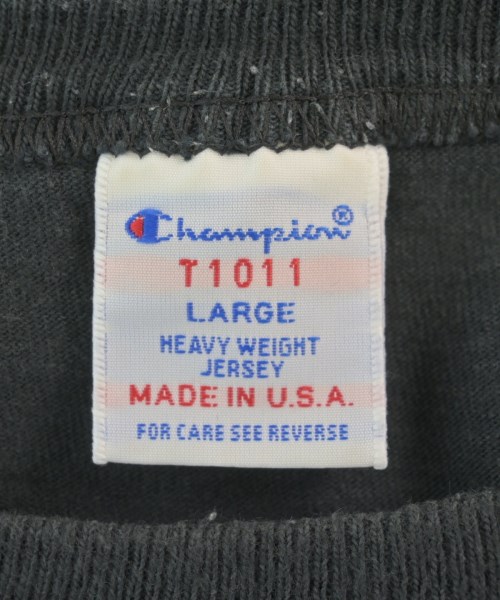 Champion®
T1011
LARGE
HEAVY WEIGHT
JERSEY
MADE IN U.S.A.
FOR CARE SEE REVERSE